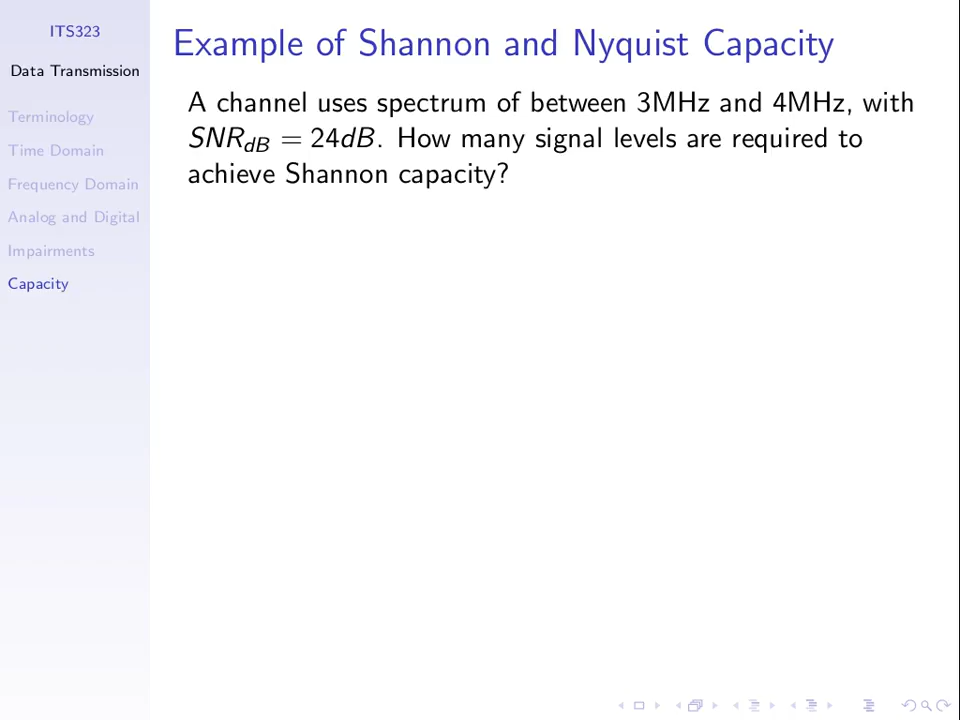 ITS323
Data Transmission
Terminology
Time Domain
Frequency Domain
Analog and Digital
Impairments
Capacity
Example of Shannon and Nyquist Capacity
A channel uses spectrum of between 3MHz and 4MHz, with
SNRdB = 24dB. How many signal levels are required to
achieve Shannon capacity?